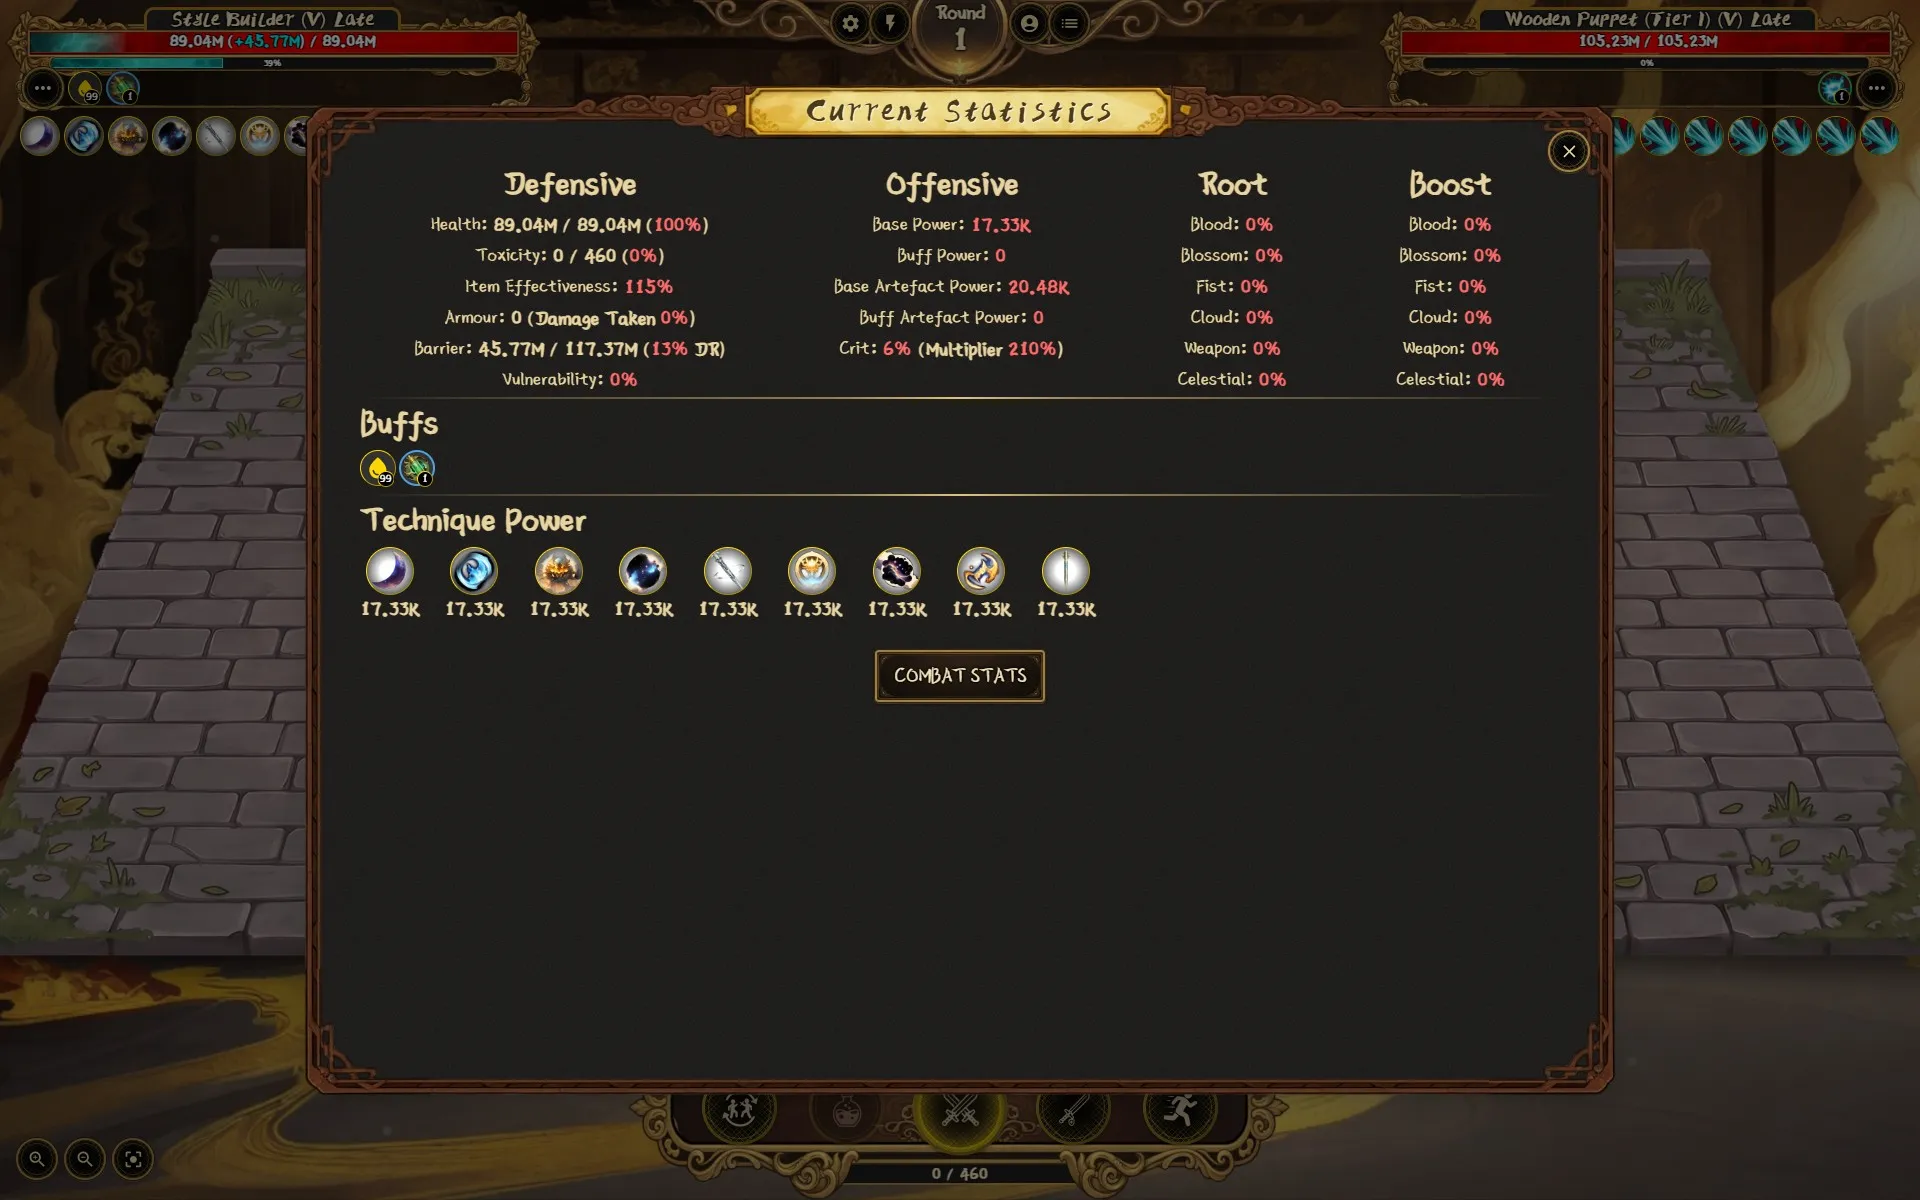 Style Builder (V) Late
89.04M (+45.77M) / 89.04M
39%
99
1
Round
1
Wooden Puppet (Tier I) (V) Late
105.23M / 105.23M
0%
1
Current Statistics
Defensive
Health: 89.04M / 89.04M (100%)
Toxicity: 0 / 460 (0%)
Item Effectiveness: 115%
Armour: 0 (Damage Taken 0%)
Barrier: 45.77M / 117.37M (13% DR)
Vulnerability: 0%
Offensive
Base Power: 17.33K
Buff Power: 0
Base Artefact Power: 20.48K
Buff Artefact Power: 0
Crit: 6% (Multiplier 210%)
Root
Blood: 0%
Blossom: 0%
Fist: 0%
Cloud: 0%
Weapon: 0%
Celestial: 0%
Boost
Blood: 0%
Blossom: 0%
Fist: 0%
Cloud: 0%
Weapon: 0%
Celestial: 0%
Buffs
99
1
Technique Power
17.33K 17.33K 17.33K 17.33K 17.33K 17.33K 17.33K 17.33K 17.33K
COMBAT STATS
0 / 460